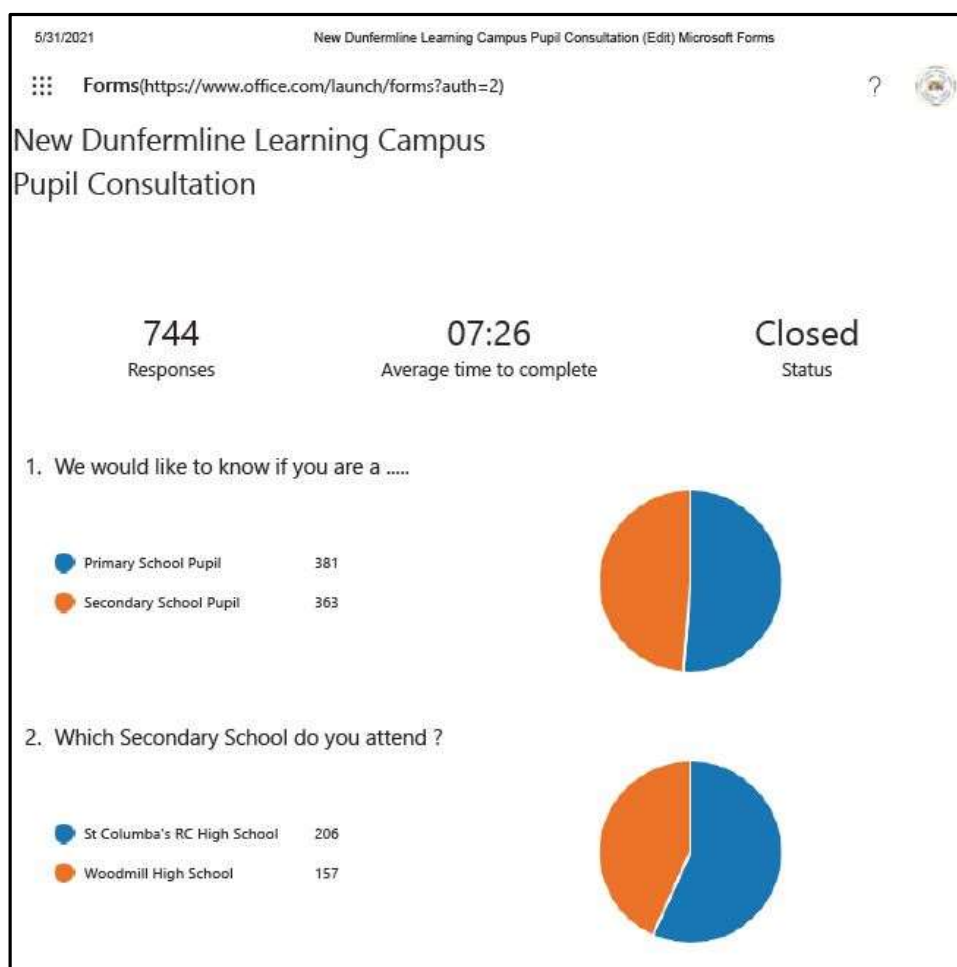 5/31/2021 New Dunfermline Learning Campus Pupil Consultation (Edit) Microsoft Forms
Forms(https://www.office.com/launch/forms?auth=2) ?
New Dunfermline Learning Campus
Pupil Consultation
744 07:26 Closed
Responses Average time to complete Status
1. We would like to know if you are a .....
Primary School Pupil 381
Secondary School Pupil 363
2. Which Secondary School do you attend ?
St Columba's RC High School 206
Woodmill High School 157